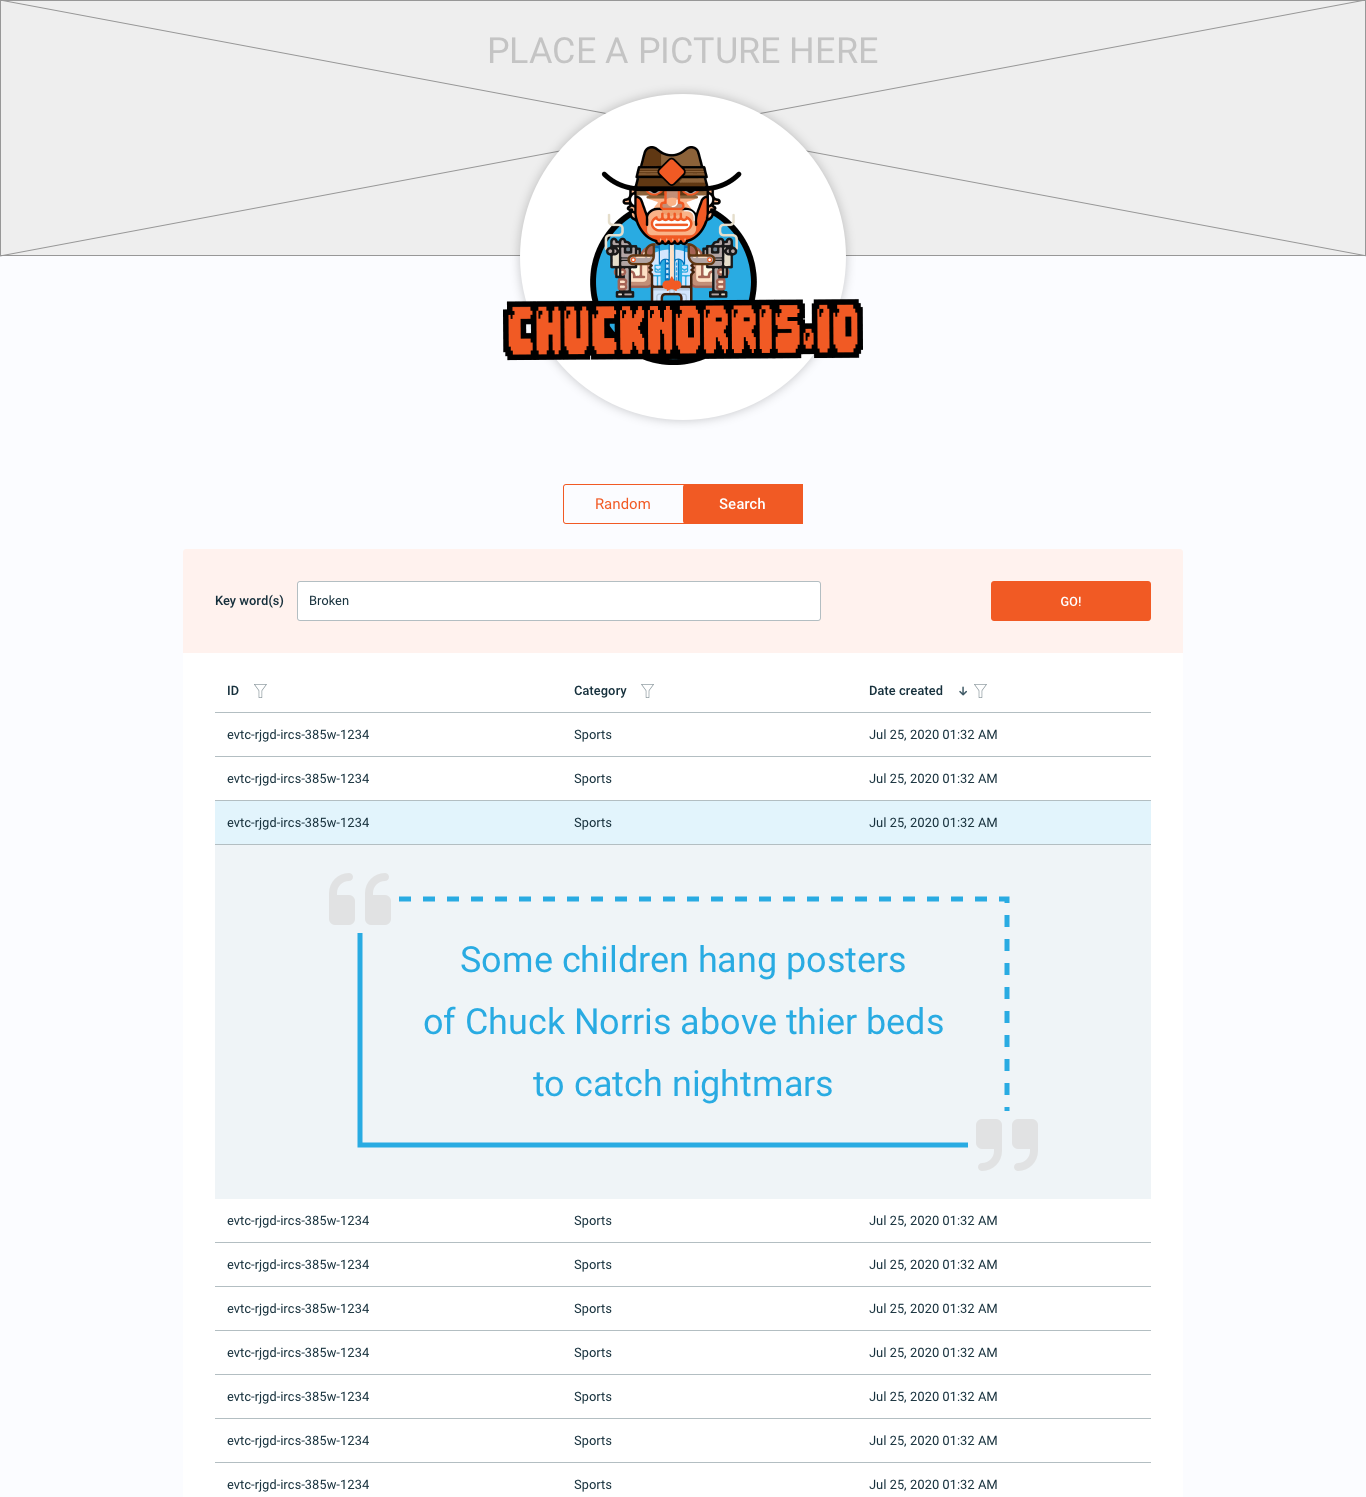 PLACE A PICTURE HERE
CHUCKNORRIS.IO
Random Search
Key word(s) Broken GO!
ID Category Date created
evtc-rjgd-ircs-385w-1234 Sports Jul 25, 2020 01:32 AM
evtc-rjgd-ircs-385w-1234 Sports Jul 25, 2020 01:32 AM
evtc-rjgd-ircs-385w-1234 Sports Jul 25, 2020 01:32 AM
Some children hang posters
of Chuck Norris above thier beds
to catch nightmars
evtc-rjgd-ircs-385w-1234 Sports Jul 25, 2020 01:32 AM
evtc-rjgd-ircs-385w-1234 Sports Jul 25, 2020 01:32 AM
evtc-rjgd-ircs-385w-1234 Sports Jul 25, 2020 01:32 AM
evtc-rjgd-ircs-385w-1234 Sports Jul 25, 2020 01:32 AM
evtc-rjgd-ircs-385w-1234 Sports Jul 25, 2020 01:32 AM
evtc-rjgd-ircs-385w-1234 Sports Jul 25, 2020 01:32 AM
evtc-rjgd-ircs-385w-1234 Sports Jul 25, 2020 01:32 AM